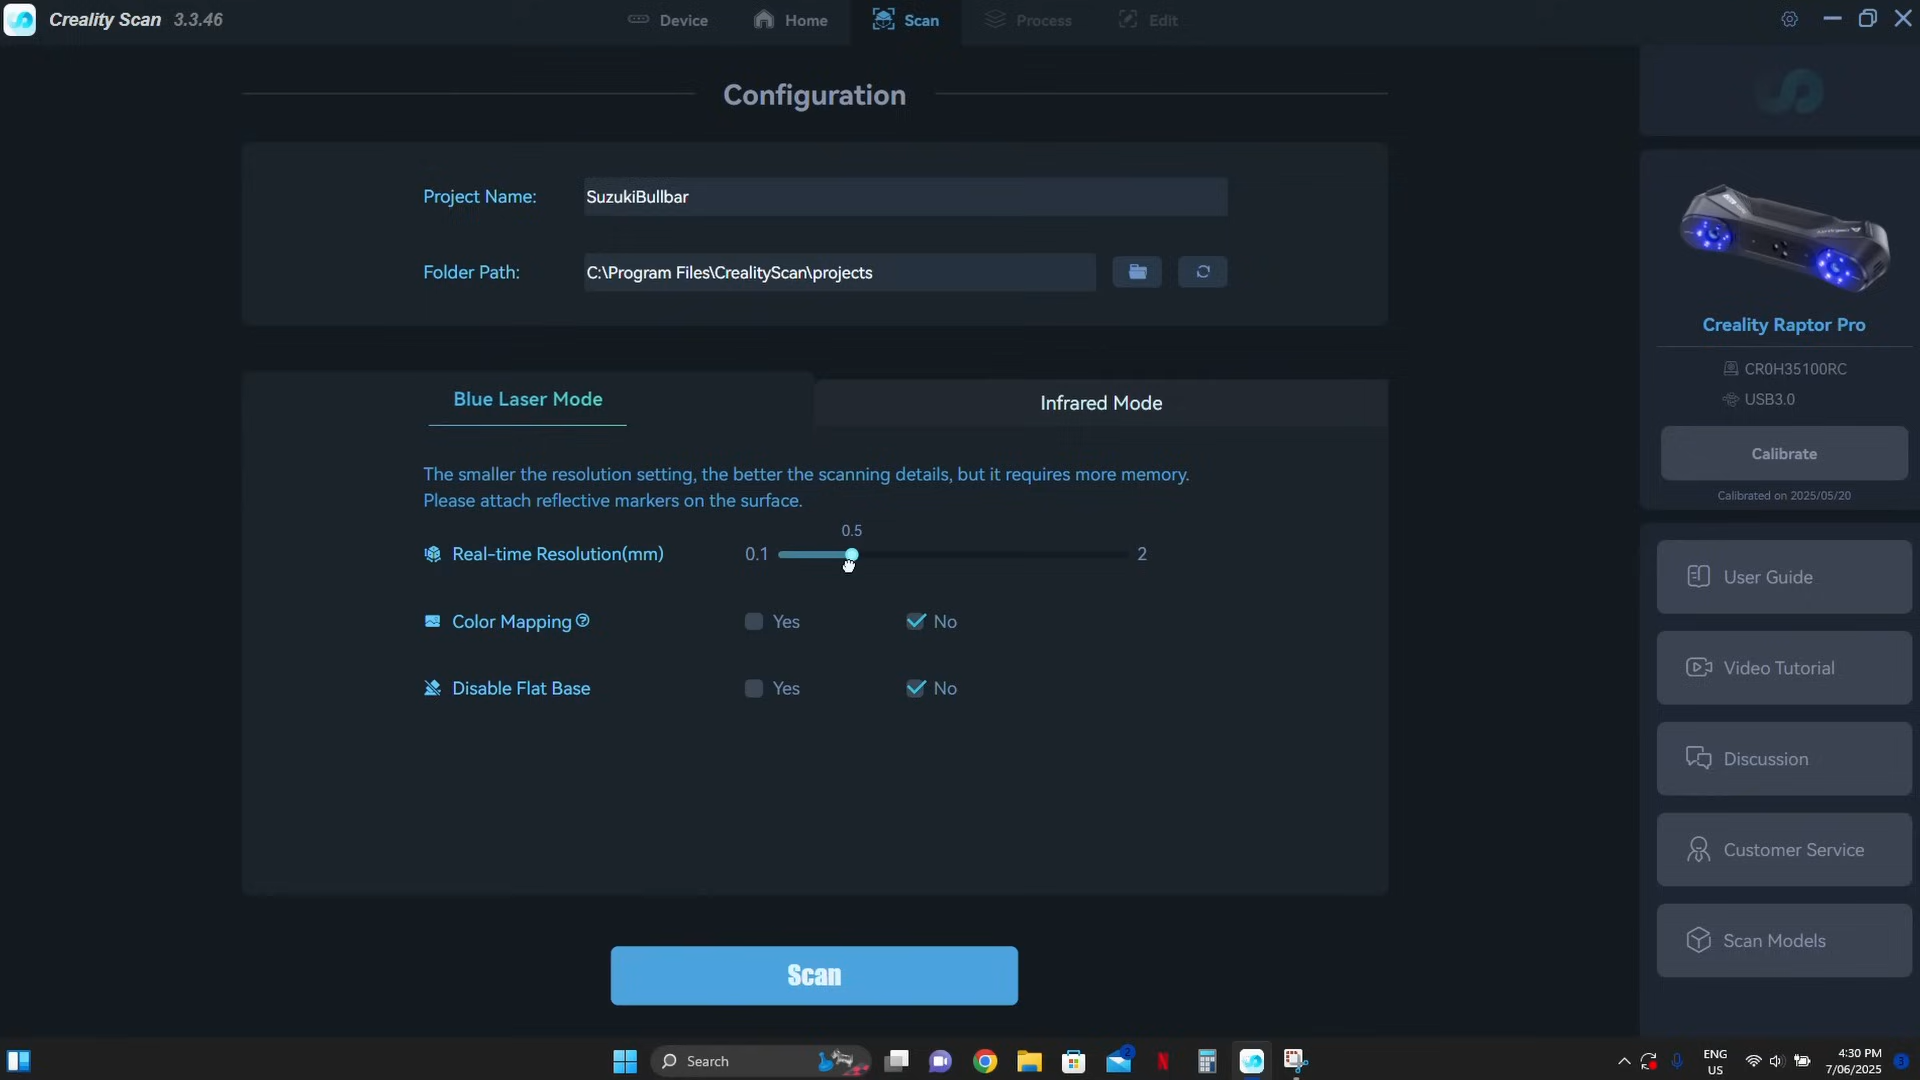 Creality Scan 3.3.46
Device
Home
Scan
Process
Edit
Configuration
Project Name:
SuzukiBullbar
Folder Path:
C:\Program Files\CrealityScan\projects
Blue Laser Mode
Infrared Mode
The smaller the resolution setting, the better the scanning details, but it requires more memory.
Please attach reflective markers on the surface.
0.5
Real-time Resolution(mm)
0.1
2
Color Mapping
Yes
No
Disable Flat Base
Yes
No
Scan
Creality Raptor Pro
CR0H35100RC
USB3.0
Calibrate
Calibrated on 2025/05/20
User Guide
Video Tutorial
Discussion
Customer Service
Scan Models
Search
2
ENG
US
4:30 PM
7/06/2025
3